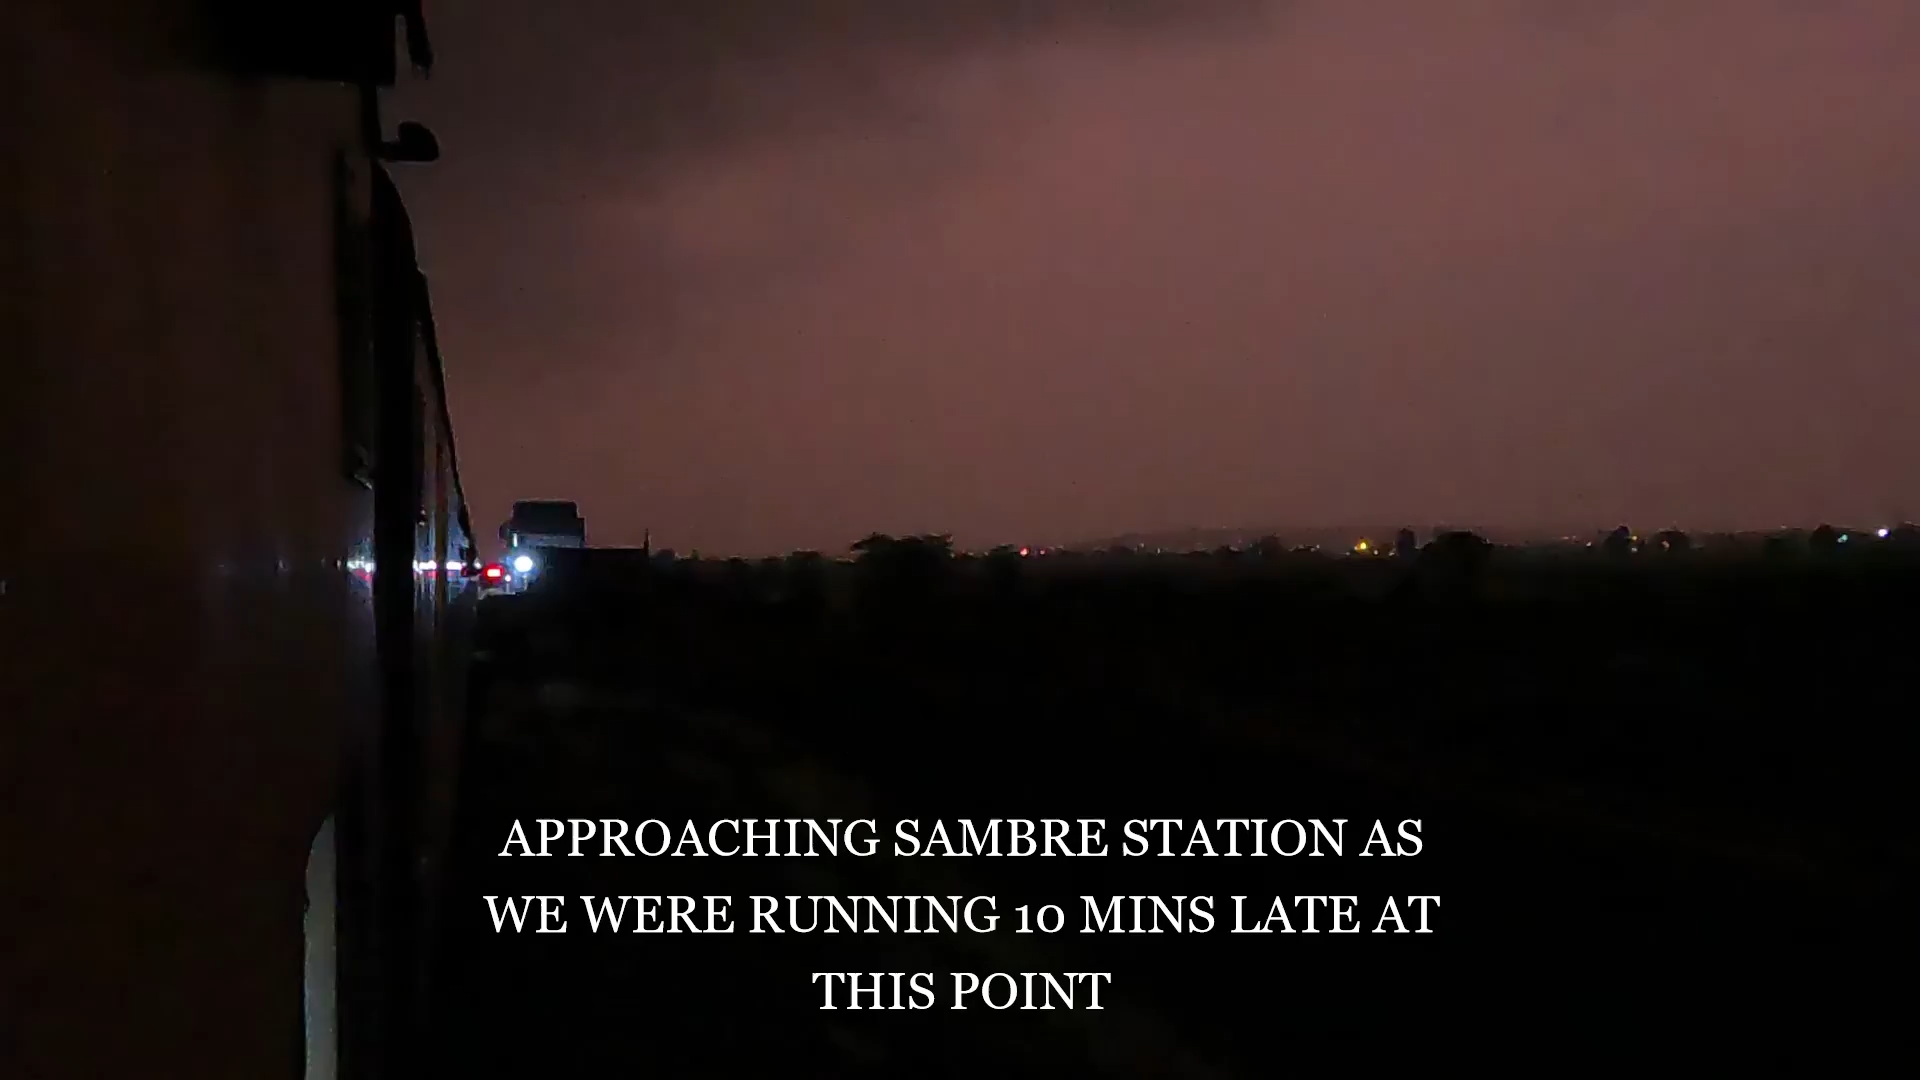 APPROACHING SAMBRE STATION AS
WE WERE RUNNING 10 MINS LATE AT
THIS POINT